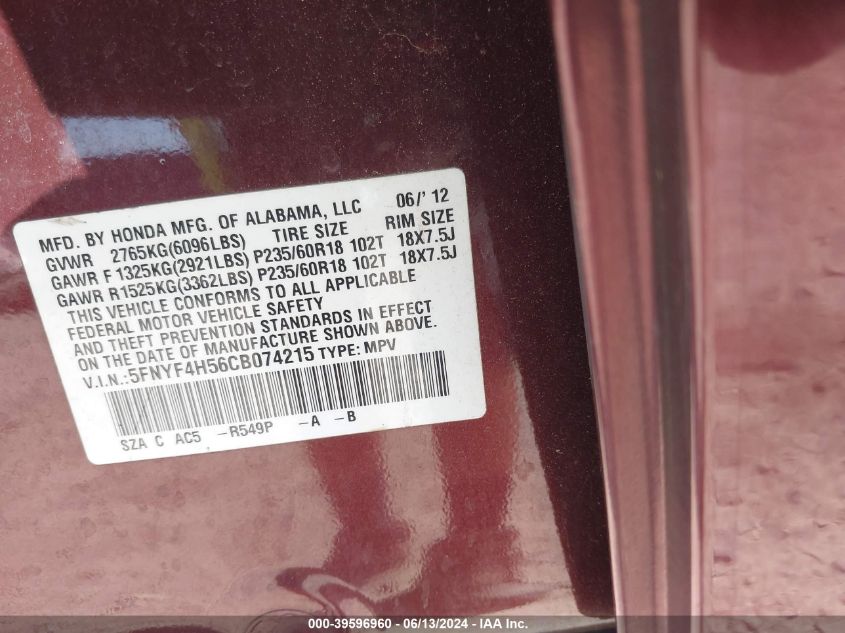 MFD. BY HONDA MFG. OF ALABAMA, LLC 06/' 12
GVWR 2765KG(6096LBS) TIRE SIZE RIM SIZE
GAWR F 1325KG(2921LBS) P235/60R18 102T 18X7.5J
GAWR R1525KG(3362LBS) P235/60R18 102T 18X7.5J
THIS VEHICLE CONFORMS TO ALL APPLICABLE
FEDERAL MOTOR VEHICLE SAFETY
AND THEFT PREVENTION STANDARDS IN EFFECT
ON THE DATE OF MANUFACTURE SHOWN ABOVE.
V.I.N.:5FNYF4H56CB074215 TYPE: MPV
SZA C AC5 -R549P -A -B
000-39596960 - 06/13/2024 - IAA Inc.